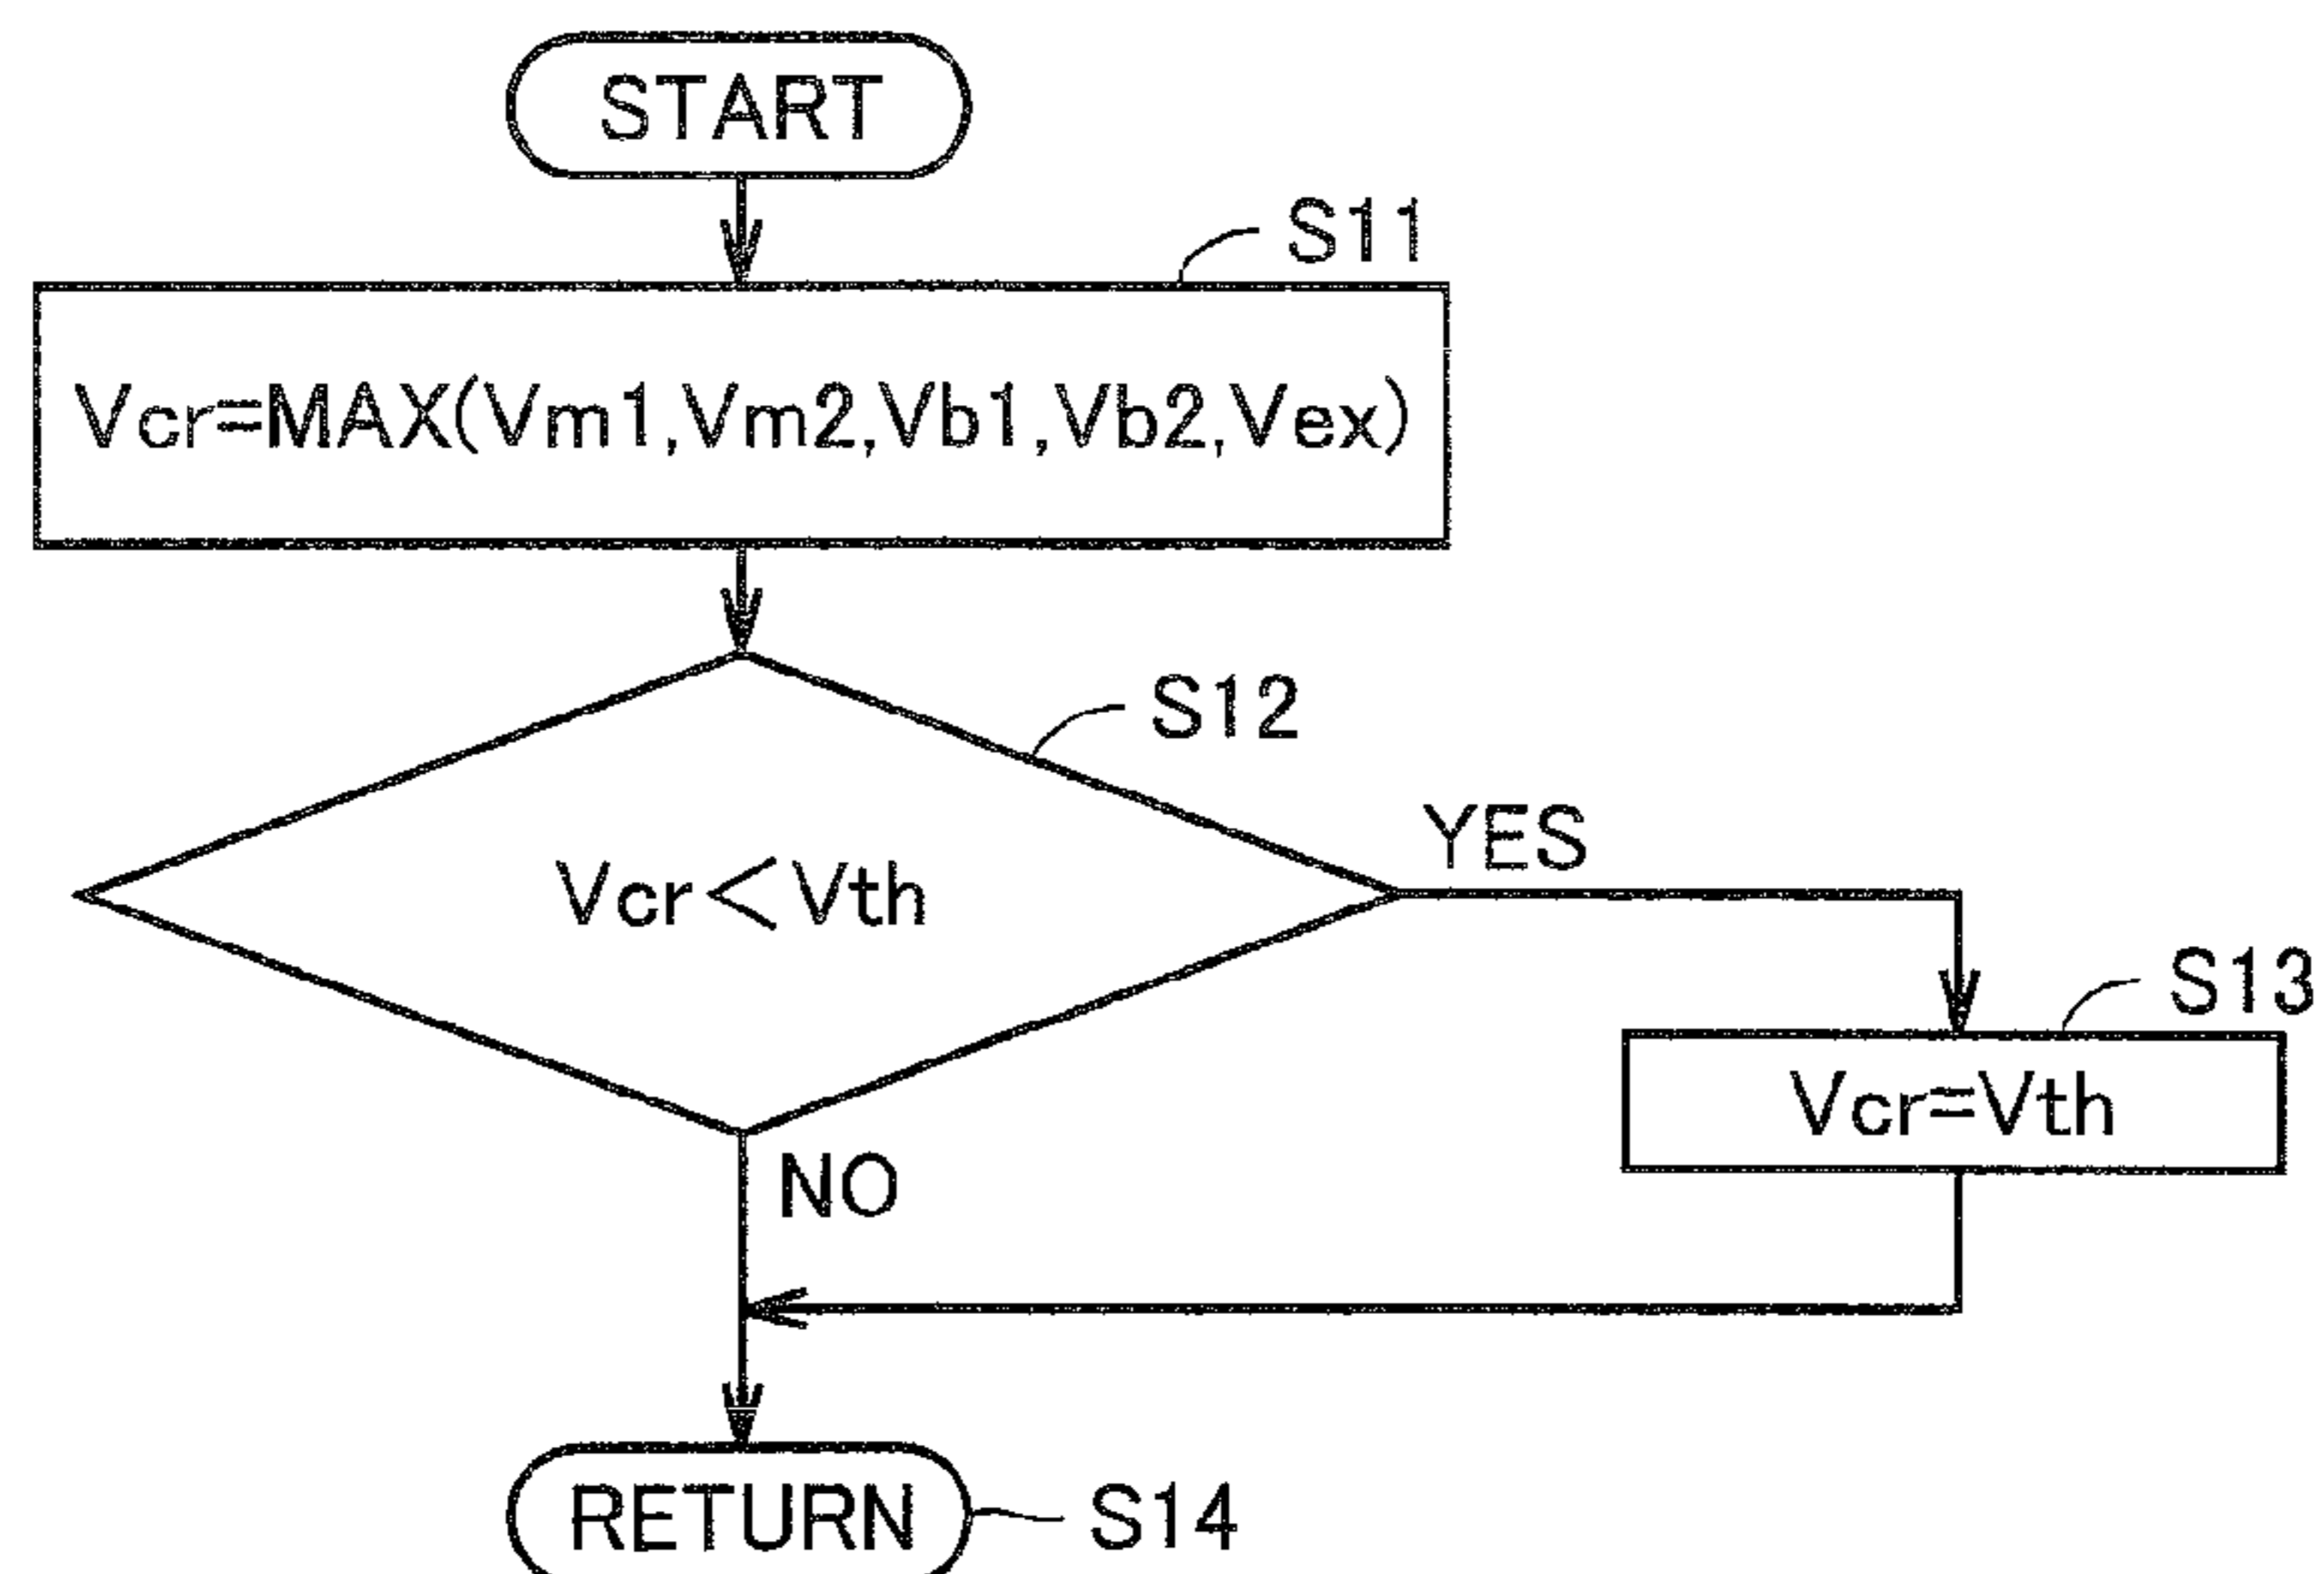 START
S11
Vcr=MAX(Vm1,Vm2,Vb1,Vb2,Vex)
S12
Vcr<Vth
YES
S13
Vcr=Vth
NO
RETURN
S14